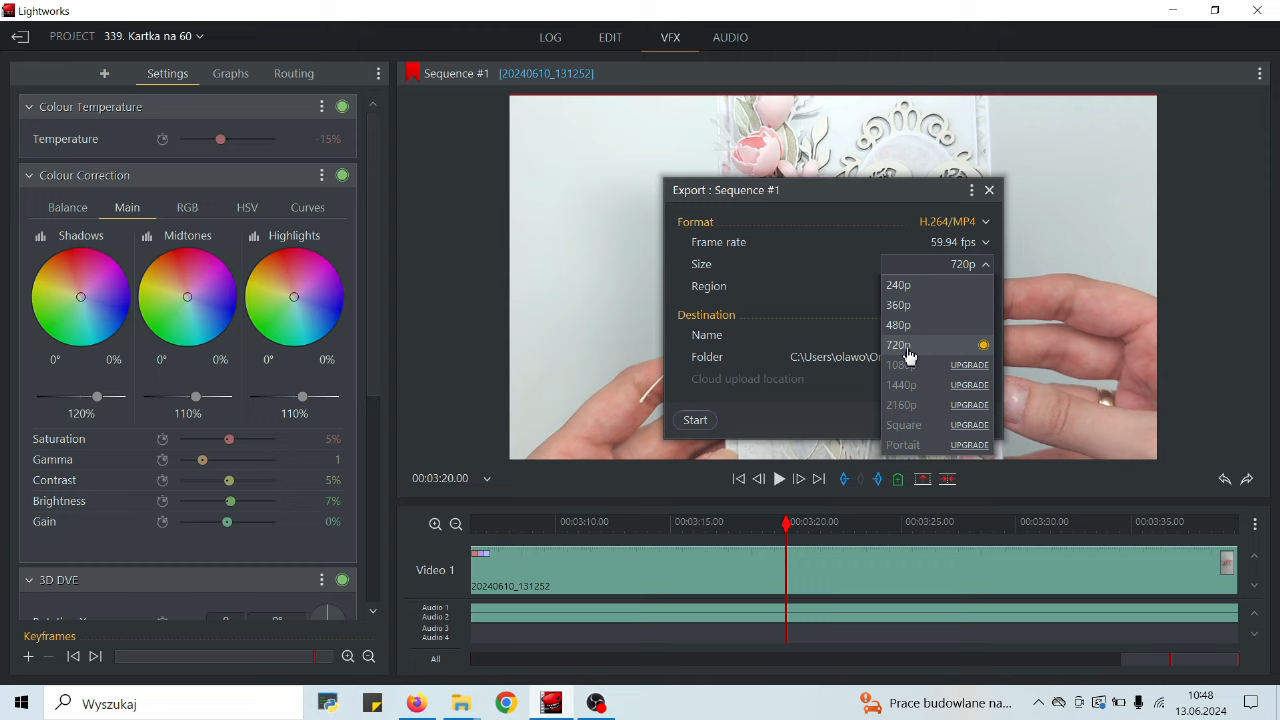 Lightworks
PROJECT 339. Kartka na 60
LOG EDIT VFX AUDIO
Settings Graphs Routing
Sequence #1 [20240610_131252]
Colour Temperature
Temperature -15%
Colour Correction
Balance Main RGB HSV Curves
Shadows Midtones Highlights
0° 0% 0° 0% 0° 0%
120% 110% 110%
Saturation 5%
Gamma 1
Contrast 5%
Brightness 7%
Gain 0%
3D DVE
Keyframes
Export : Sequence #1
Format H.264/MP4
Frame rate 59.94 fps
Size 720p
Region
Destination
Name
Folder C:\Users\olawo\
Cloud upload location
Start
240p
360p
480p
720p
1080p UPGRADE
1440p UPGRADE
2160p UPGRADE
Square UPGRADE
Portait UPGRADE
00:03:20.00
00:03:10.00 00:03:15.00 00:03:20.00 00:03:25.00 00:03:30.00 00:03:35.00
Video 1
20240610_131252
Audio 1
Audio 2
Audio 3
Audio 4
All
Wyszukaj
Prace budowlane na...
10:48
13.06.2024